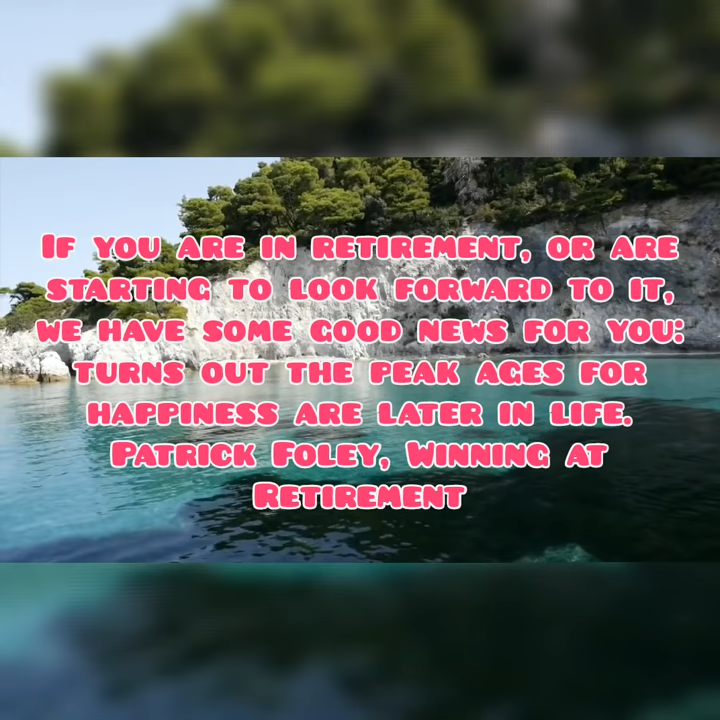 If you are in retirement, or are
starting to look forward to it,
we have some good news for you:
turns out the peak ages for
happiness are later in life.
Patrick Foley, Winning at
Retirement